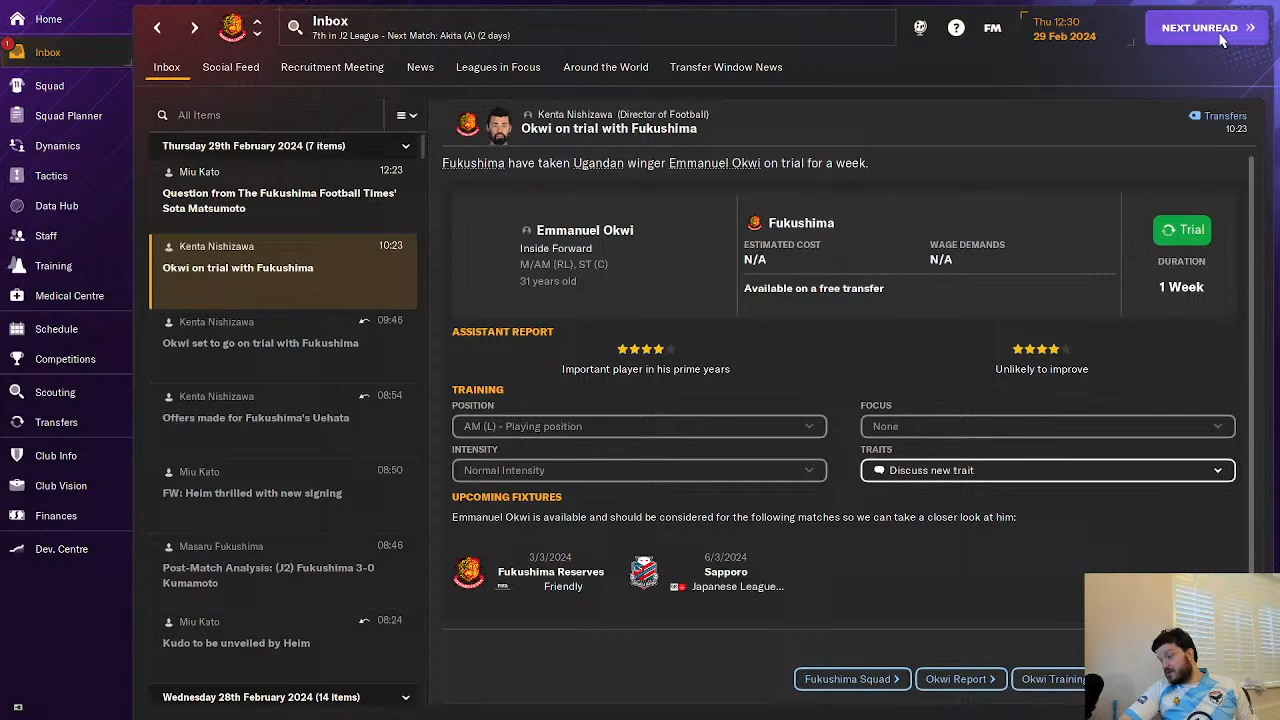 Home
1
Inbox
Squad
Squad Planner
Dynamics
Tactics
Data Hub
Staff
Training
Medical Centre
Schedule
Competitions
Scouting
Transfers
Club Info
Club Vision
Finances
Dev. Centre
Inbox
7th in J2 League - Next Match: Akita (A) (2 days)
?
FM
Thu 12:30
29 Feb 2024
NEXT UNREAD
Inbox
Social Feed
Recruitment Meeting
News
Leagues in Focus
Around the World
Transfer Window News
All Items
Thursday 29th February 2024 (7 items)
Miu Kato
12:23
Question from The Fukushima Football Times'
Sota Matsumoto
Kenta Nishizawa
10:23
Okwi on trial with Fukushima
Kenta Nishizawa
09:46
Okwi set to go on trial with Fukushima
Kenta Nishizawa
08:54
Offers made for Fukushima's Uehata
Miu Kato
08:50
FW: Heim thrilled with new signing
Masaru Fukushima
08:46
Post-Match Analysis: (J2) Fukushima 3-0
Kumamoto
Miu Kato
08:24
Kudo to be unveiled by Heim
Wednesday 28th February 2024 (14 items)
Kenta Nishizawa (Director of Football)
Okwi on trial with Fukushima
Transfers
10:23
Fukushima have taken Ugandan winger Emmanuel Okwi on trial for a week.
Emmanuel Okwi
Inside Forward
M/AM (RL), ST (C)
31 years old
Fukushima
ESTIMATED COST
N/A
WAGE DEMANDS
N/A
Available on a free transfer
Trial
DURATION
1 Week
ASSISTANT REPORT
Important player in his prime years
Unlikely to improve
TRAINING
POSITION
AM (L) - Playing position
FOCUS
None
INTENSITY
Normal Intensity
TRAITS
Discuss new trait
UPCOMING FIXTURES
Emmanuel Okwi is available and should be considered for the following matches so we can take a closer look at him:
3/3/2024
Fukushima Reserves
Friendly
6/3/2024
Sapporo
Japanese League...
Fukushima Squad
Okwi Report
Okwi Training